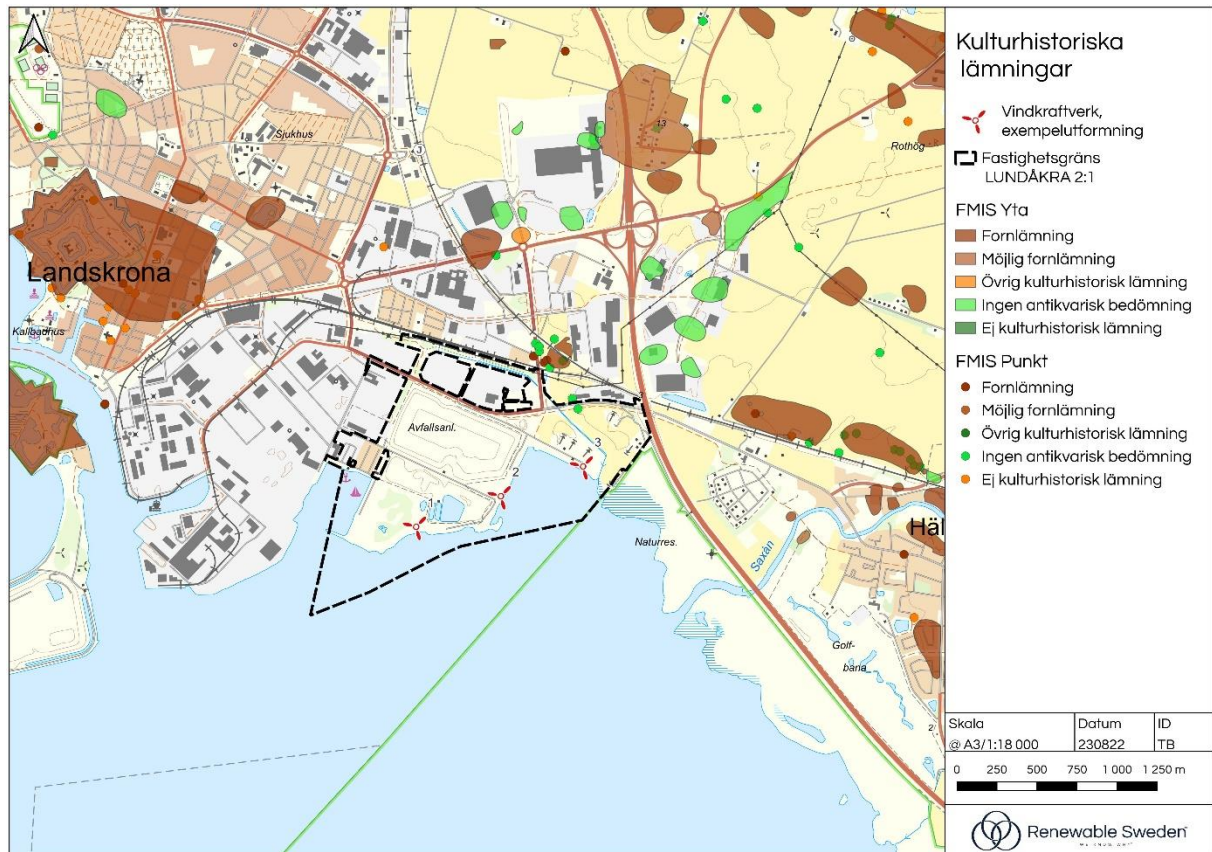 Sjukhus
13
Rothög
Landskrona
Kallbadhus
Avfallsanl.
3
2
1
Naturres.
Saxån
Häl
Golf-
bana
2
Kulturhistoriska
lämningar
Vindkraftverk,
exempelutformning
Fastighetsgräns
LUNDÅKRA 2:1
FMIS Yta
Fornlämning
Möjlig fornlämning
Övrig kulturhistorisk lämning
Ingen antikvarisk bedömning
Ej kulturhistorisk lämning
FMIS Punkt
Fornlämning
Möjlig fornlämning
Övrig kulturhistorisk lämning
Ingen antikvarisk bedömning
Ej kulturhistorisk lämning
Skala Datum ID
@ A3/1:18 000 230822 TB
0 250 500 750 1 000 1 250 m
Renewable Sweden